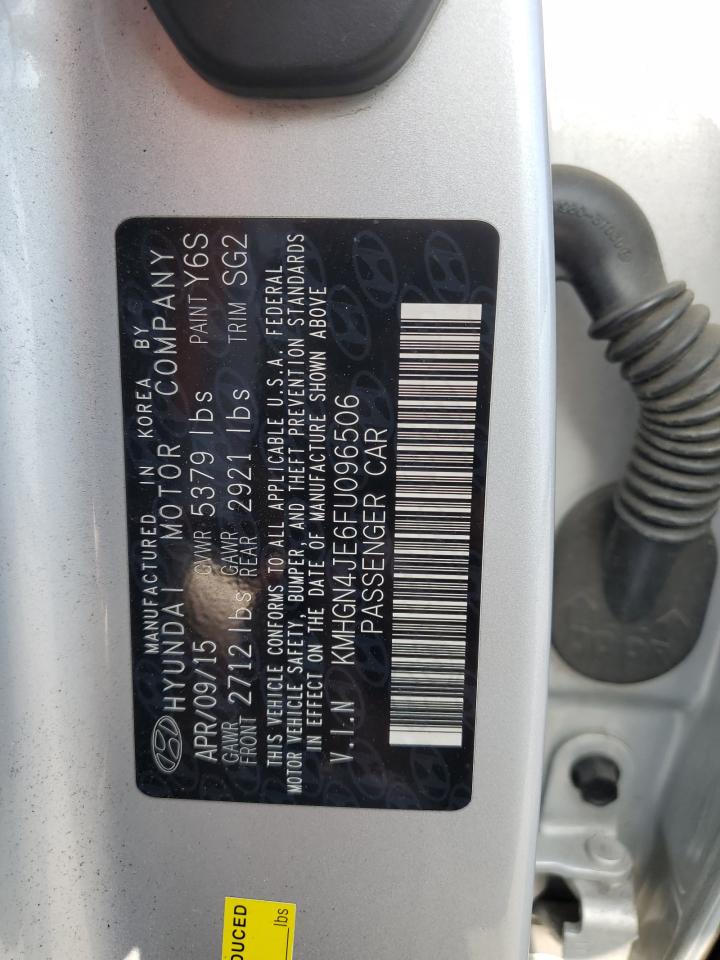 MANUFACTURED IN KOREA BY
HYUNDAI MOTOR COMPANY
APR/09/15 GVWR 5379 lbs PAINT Y6S
GAWR FRONT 2712 lbs GAWR REAR 2921 lbs TRIM SG2
THIS VEHICLE CONFORMS TO ALL APPLICABLE U.S.A. FEDERAL
MOTOR VEHICLE SAFETY, BUMPER, AND THEFT PREVENTION STANDARDS
IN EFFECT ON THE DATE OF MANUFACTURE SHOWN ABOVE
V.I.N KMHGN4JE6FU096506
PASSENGER CAR
DUCED
lbs